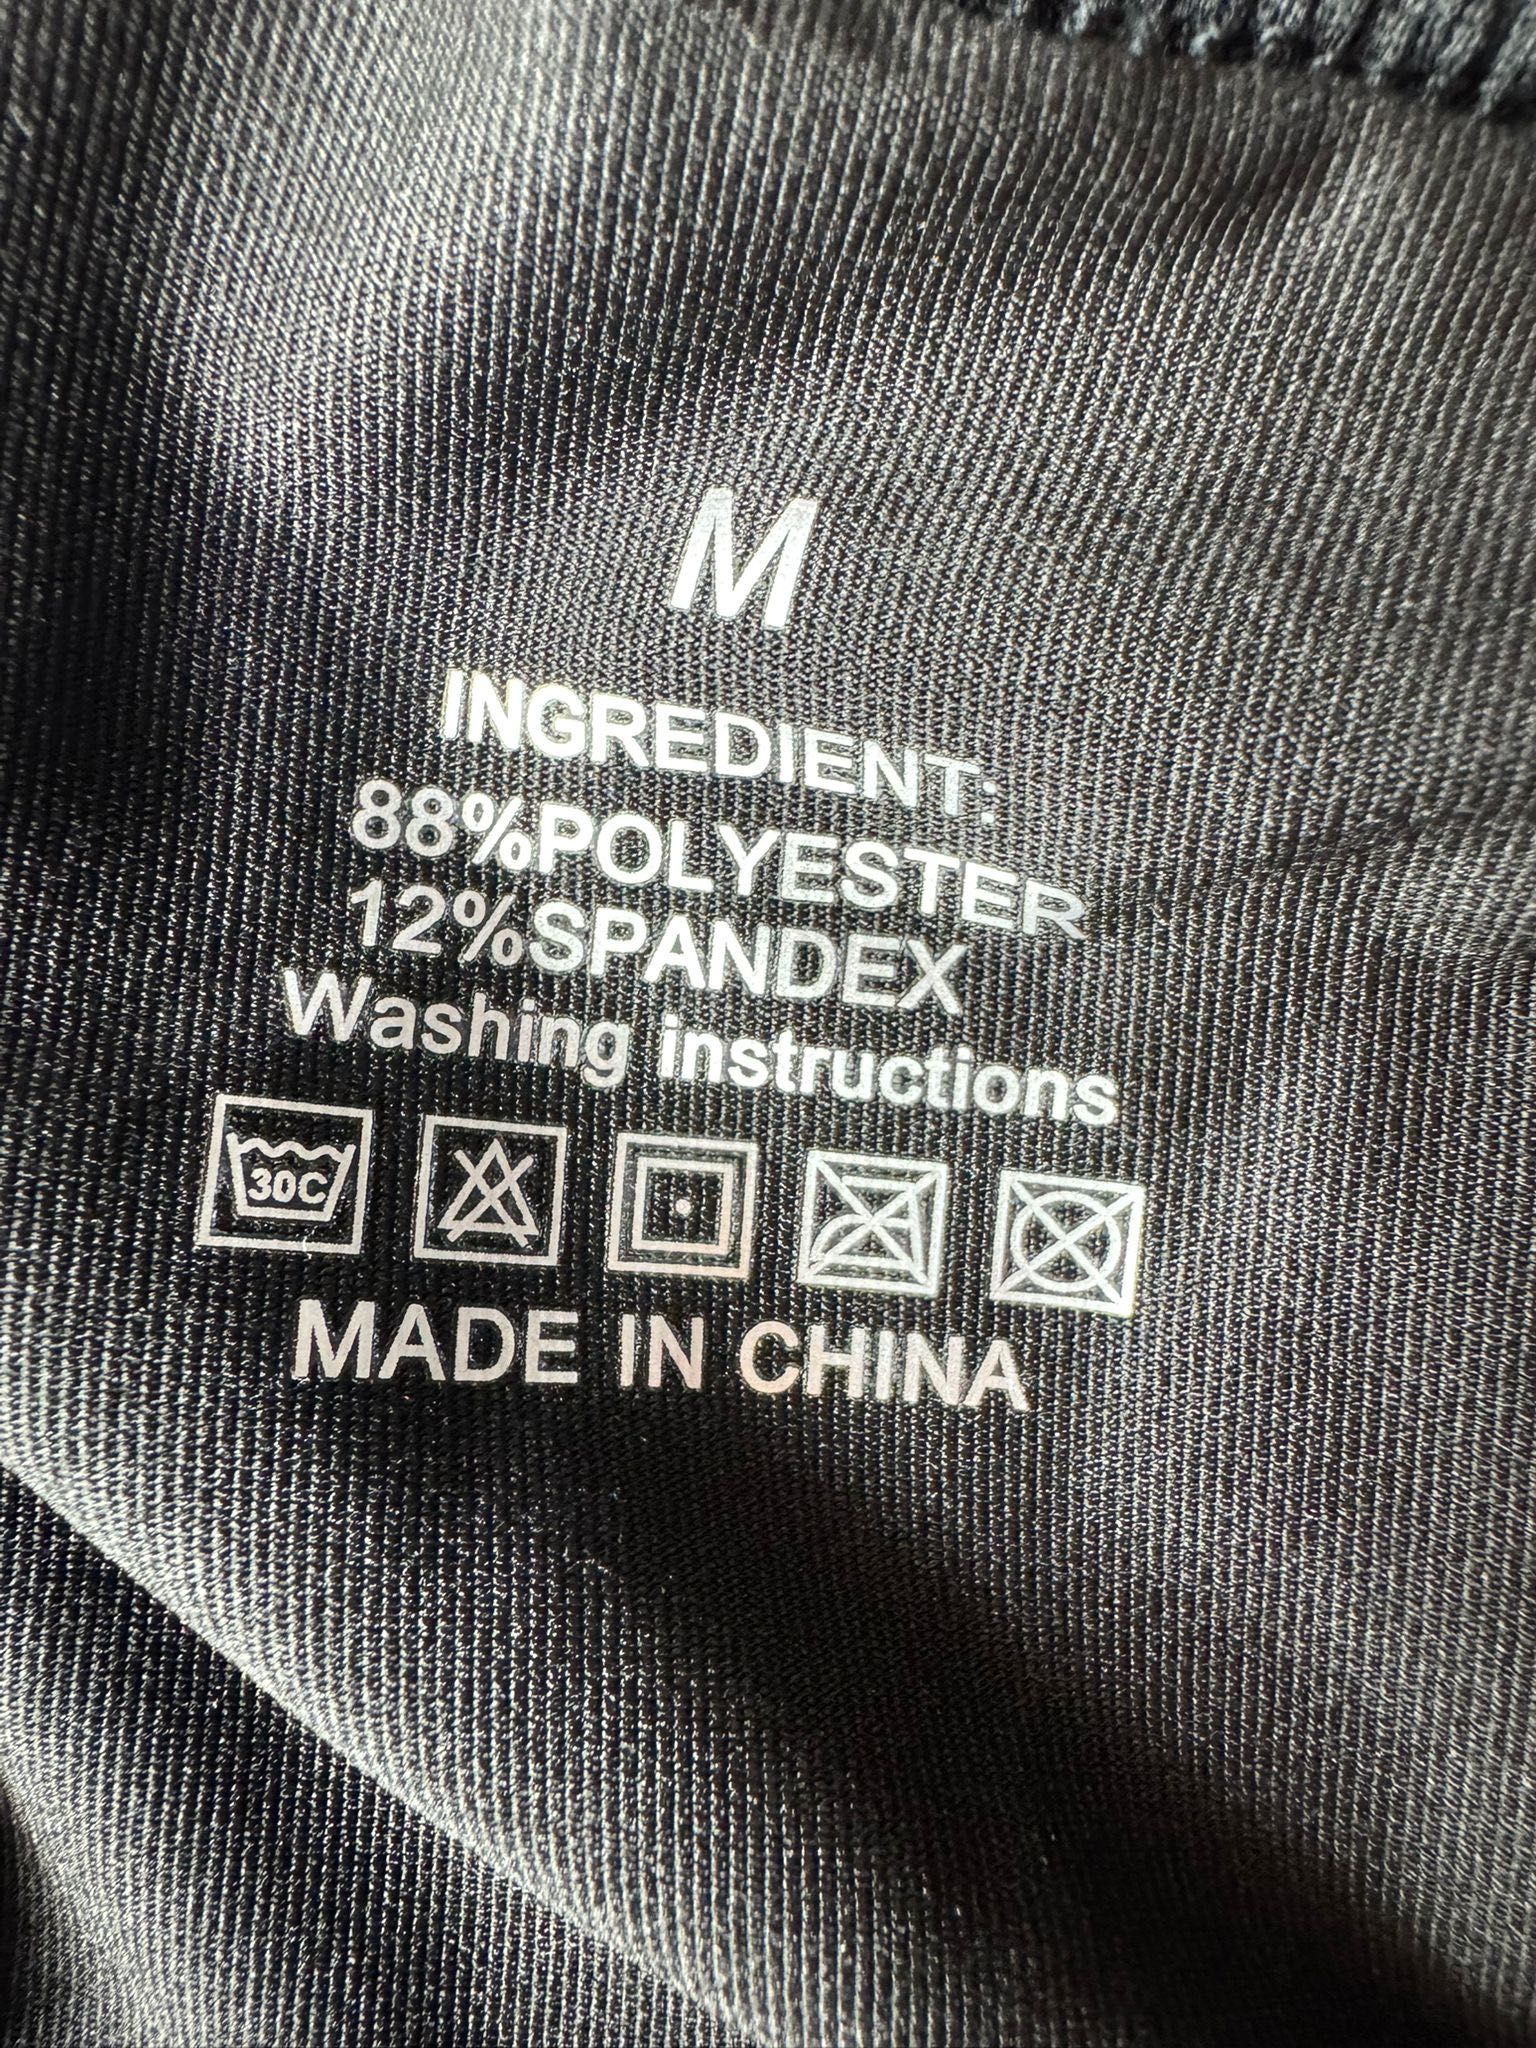 M
INGREDIENT:
88%POLYESTER
12%SPANDEX
Washing instructions
30C
MADE IN CHINA